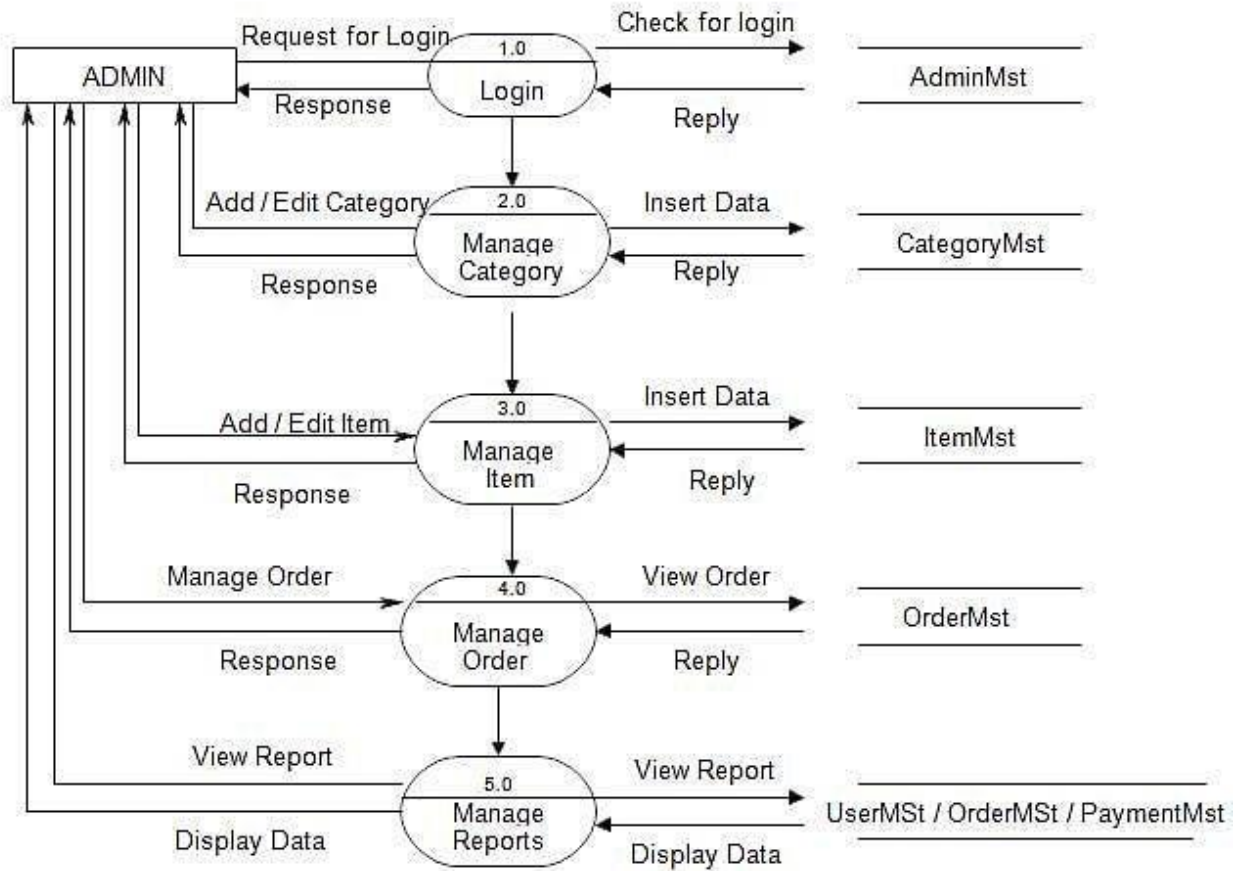 Request for Login
1.0
Check for login
ADMIN
Login
AdminMst
Response
Reply
Add / Edit Category
2.0
Insert Data
Manage
Category
CategoryMst
Response
Reply
Add / Edit Item
3.0
Insert Data
Manage
Item
ItemMst
Response
Reply
Manage Order
4.0
View Order
Manage
Order
OrderMst
Response
Reply
View Report
5.0
View Report
Manage
Reports
UserMSt / OrderMSt / PaymentMst
Display Data
Display Data